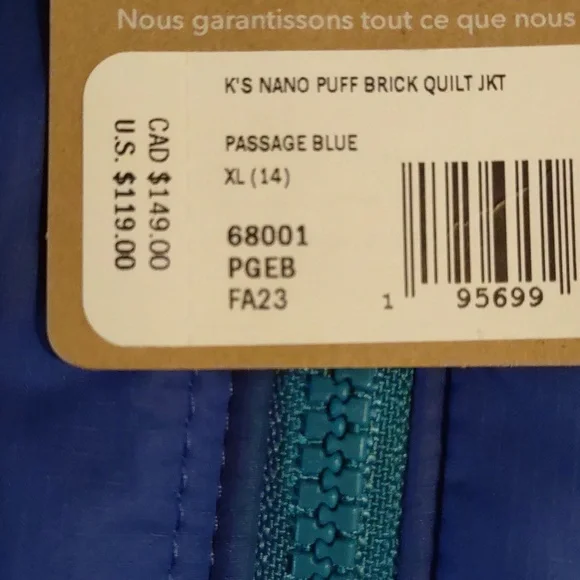 Nous garantissons tout ce que nous
K'S NANO PUFF BRICK QUILT JKT
PASSAGE BLUE
XL (14)
68001
PGEB
FA23
CAD $149.00
U.S. $119.00
1 95699